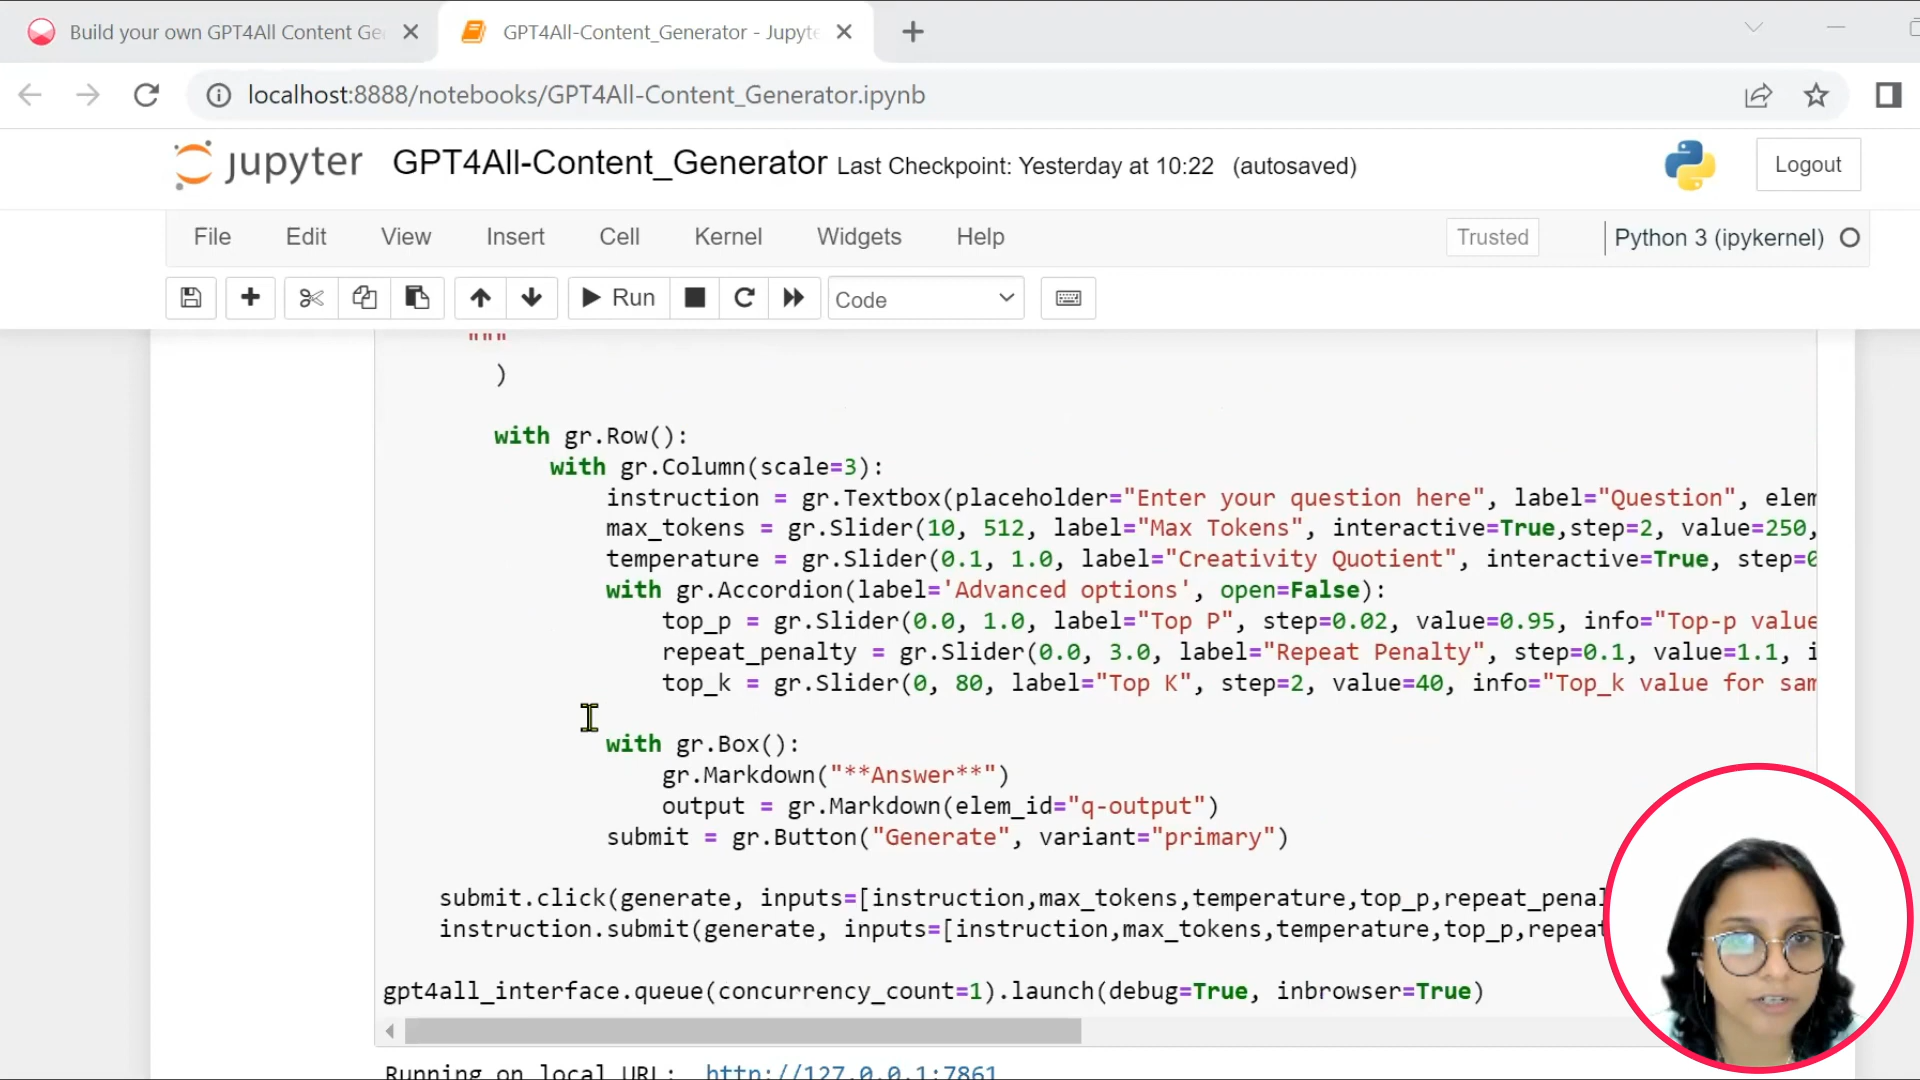 Build your own GPT4All Content Ge
GPT4All-Content_Generator - Jupyte
localhost:8888/notebooks/GPT4All-Content_Generator.ipynb
jupyter GPT4All-Content_Generator Last Checkpoint: Yesterday at 10:22 (autosaved)
Logout
File Edit View Insert Cell Kernel Widgets Help Trusted Python 3 (ipykernel)
Run Code
"""
)
with gr.Row():
with gr.Column(scale=3):
instruction = gr.Textbox(placeholder="Enter your question here", label="Question", elem
max_tokens = gr.Slider(10, 512, label="Max Tokens", interactive=True,step=2, value=250,
temperature = gr.Slider(0.1, 1.0, label="Creativity Quotient", interactive=True, step=0
with gr.Accordion(label='Advanced options', open=False):
top_p = gr.Slider(0.0, 1.0, label="Top P", step=0.02, value=0.95, info="Top-p value
repeat_penalty = gr.Slider(0.0, 3.0, label="Repeat Penalty", step=0.1, value=1.1, i
top_k = gr.Slider(0, 80, label="Top K", step=2, value=40, info="Top_k value for sam
with gr.Box():
gr.Markdown("**Answer**")
output = gr.Markdown(elem_id="q-output")
submit = gr.Button("Generate", variant="primary")
submit.click(generate, inputs=[instruction,max_tokens,temperature,top_p,repeat_penal
instruction.submit(generate, inputs=[instruction,max_tokens,temperature,top_p,repeat
gpt4all_interface.queue(concurrency_count=1).launch(debug=True, inbrowser=True)
Running on local URL: http://127.0.0.1:7861